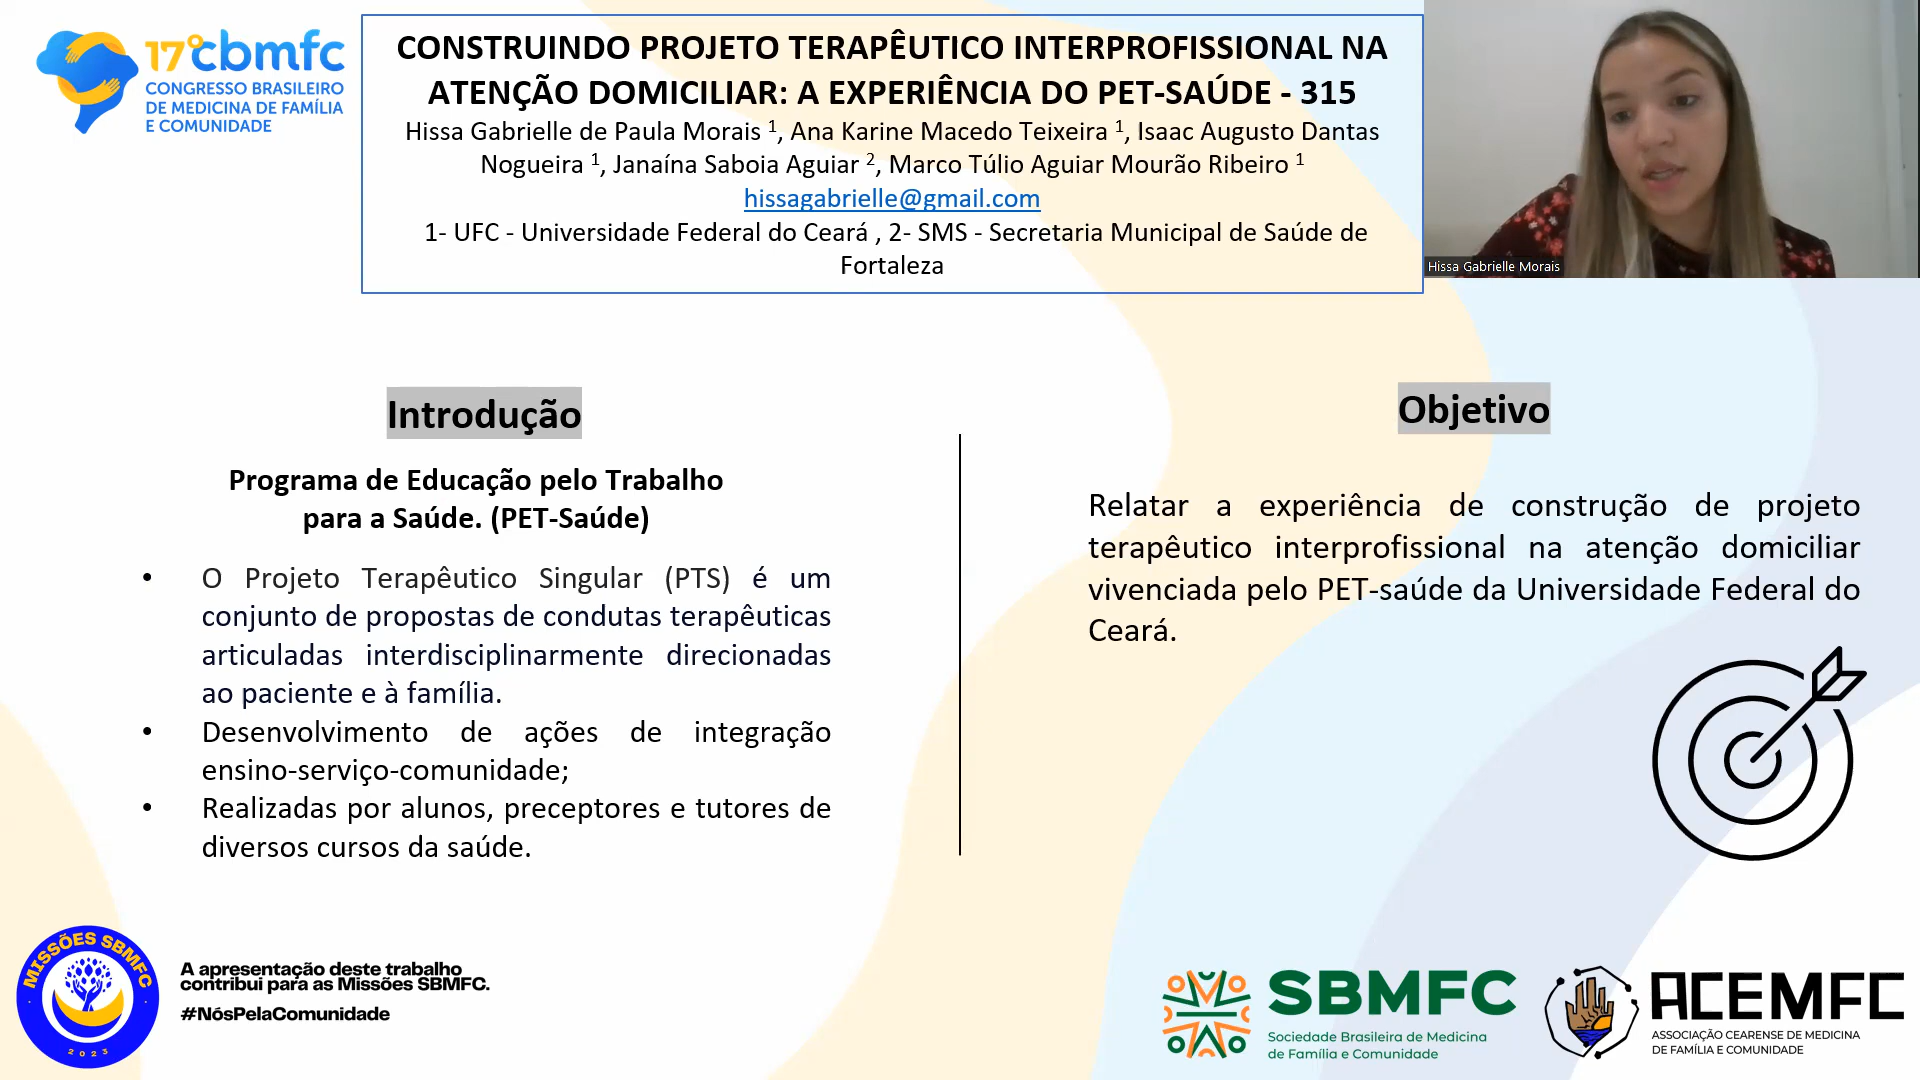 17º cbmfc
CONGRESSO BRASILEIRO
DE MEDICINA DE FAMÍLIA
E COMUNIDADE
CONSTRUINDO PROJETO TERAPÊUTICO INTERPROFISSIONAL NA
ATENÇÃO DOMICILIAR: A EXPERIÊNCIA DO PET-SAÚDE - 315
Hissa Gabrielle de Paula Morais ¹, Ana Karine Macedo Teixeira ¹, Isaac Augusto Dantas
Nogueira ¹, Janaína Saboia Aguiar ², Marco Túlio Aguiar Mourão Ribeiro ¹
hissagabrielle@gmail.com
1- UFC - Universidade Federal do Ceará , 2- SMS - Secretaria Municipal de Saúde de
Fortaleza
Hissa Gabrielle Morais
Introdução
Programa de Educação pelo Trabalho
para a Saúde. (PET-Saúde)
• O Projeto Terapêutico Singular (PTS) é um
conjunto de propostas de condutas terapêuticas
articuladas interdisciplinarmente direcionadas
ao paciente e à família.
• Desenvolvimento de ações de integração
ensino-serviço-comunidade;
• Realizadas por alunos, preceptores e tutores de
diversos cursos da saúde.
Objetivo
Relatar a experiência de construção de projeto
terapêutico interprofissional na atenção domiciliar
vivenciada pelo PET-saúde da Universidade Federal do
Ceará.
MISSÕES SBMFC
2023
A apresentação deste trabalho
contribui para as Missões SBMFC.
#NósPelaComunidade
SBMFC
Sociedade Brasileira de Medicina
de Família e Comunidade
ACEMFC
ASSOCIAÇÃO CEARENSE DE MEDICINA
DE FAMÍLIA E COMUNIDADE